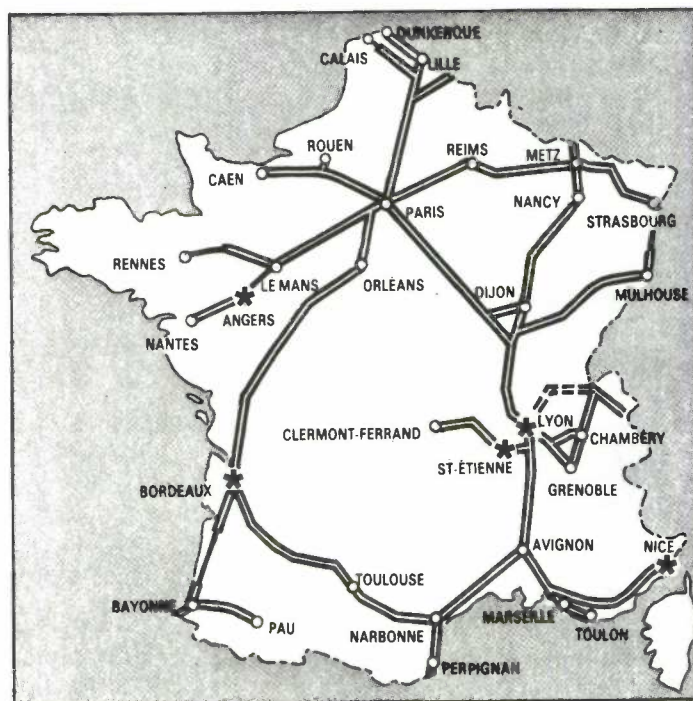 DUNKERQUE
CALAIS
LILLE
ROUEN
REIMS
METZ
CAEN
PARIS
NANCY
STRASBOURG
RENNES
LE MANS
ORLÉANS
DIJON
MULHOUSE
ANGERS
NANTES
CLERMONT-FERRAND
LYON
CHAMBÉRY
ST-ÉTIENNE
GRENOBLE
BORDEAUX
AVIGNON
NICE
TOULOUSE
BAYONNE
MARSEILLE
PAU
NARBONNE
TOULON
PERPIGNAN